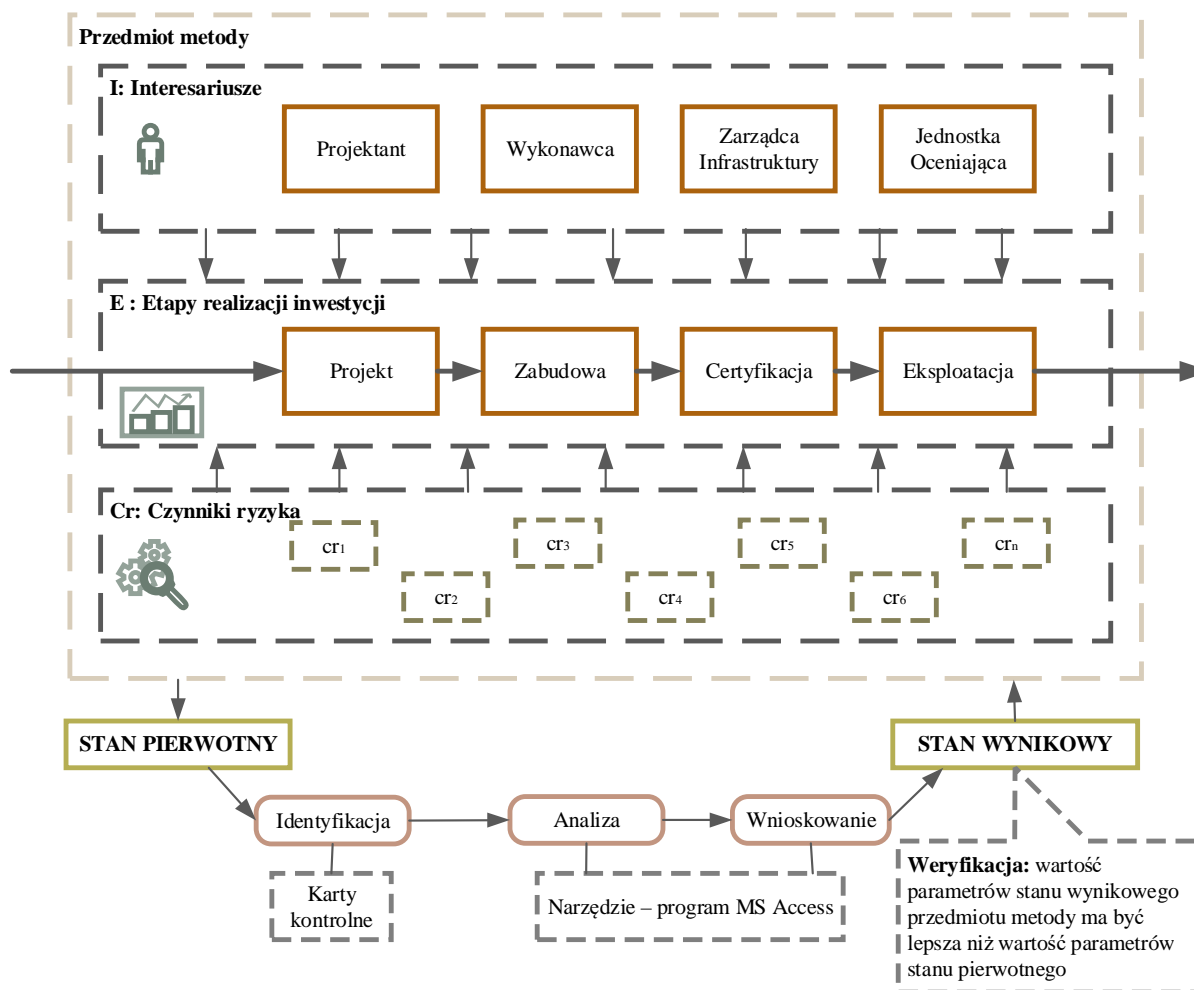 Przedmiot metody
I: Interesariusze
Projektant
Wykonawca
Zarządca
Infrastruktury
Jednostka
Oceniająca
E : Etapy realizacji inwestycji
Projekt
Zabudowa
Certyfikacja
Eksploatacja
Cr: Czynniki ryzyka
cr1
cr2
cr3
cr4
cr5
cr6
crn
STAN PIERWOTNY
STAN WYNIKOWY
Identyfikacja
Analiza
Wnioskowanie
Karty
kontrolne
Narzędzie – program MS Access
Weryfikacja: wartość
parametrów stanu wynikowego
przedmiotu metody ma być
lepsza niż wartość parametrów
stanu pierwotnego